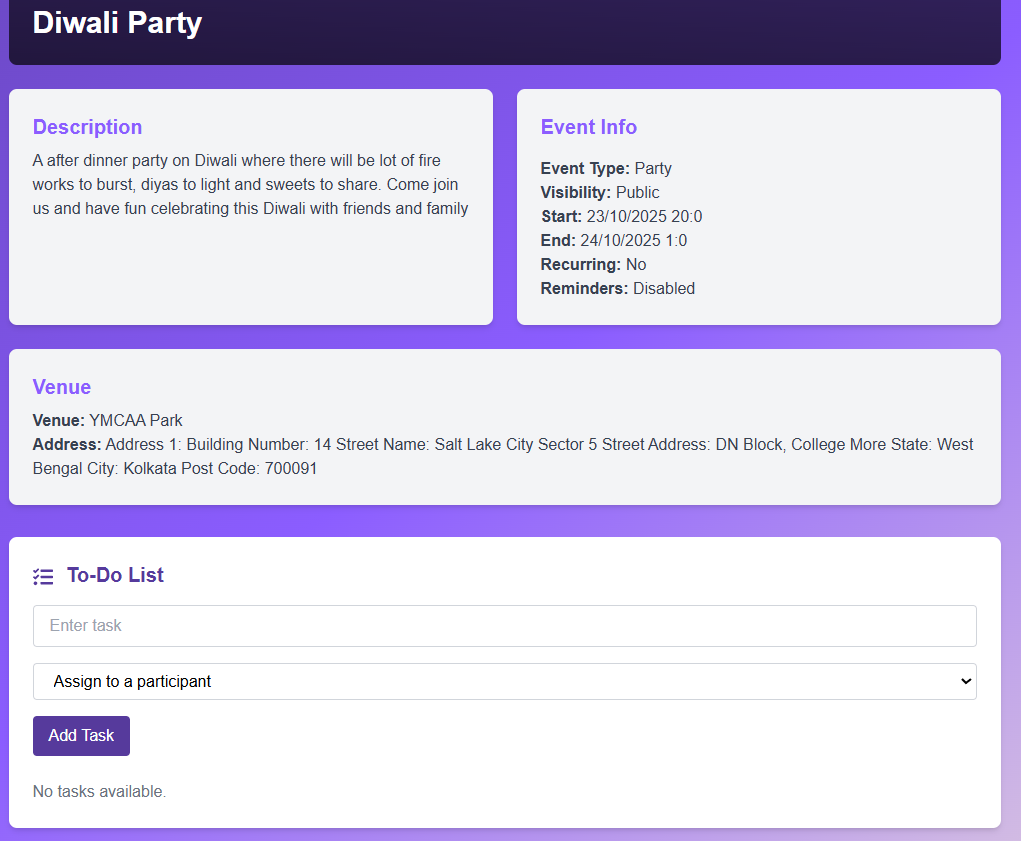 Diwali Party
Description
A after dinner party on Diwali where there will be lot of fire
works to burst, diyas to light and sweets to share. Come join
us and have fun celebrating this Diwali with friends and family
Event Info
Event Type: Party
Visibility: Public
Start: 23/10/2025 20:0
End: 24/10/2025 1:0
Recurring: No
Reminders: Disabled
Venue
Venue: YMCAA Park
Address: Address 1: Building Number: 14 Street Name: Salt Lake City Sector 5 Street Address: DN Block, College More State: West
Bengal City: Kolkata Post Code: 700091
To-Do List
Enter task
Assign to a participant
Add Task
No tasks available.